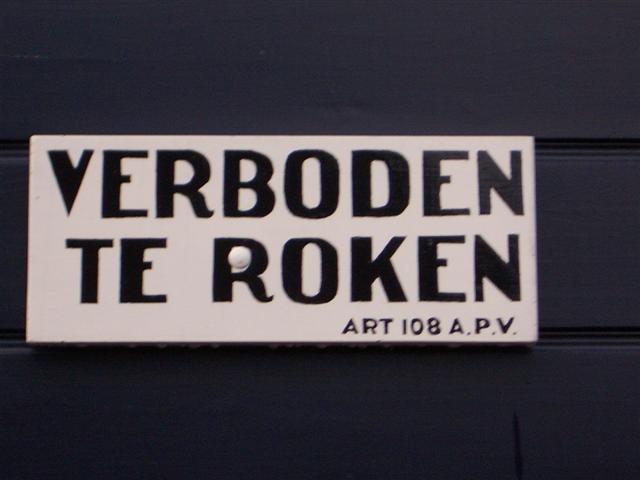 VERBODEN
TE ROKEN
ART 108 A.P.V.